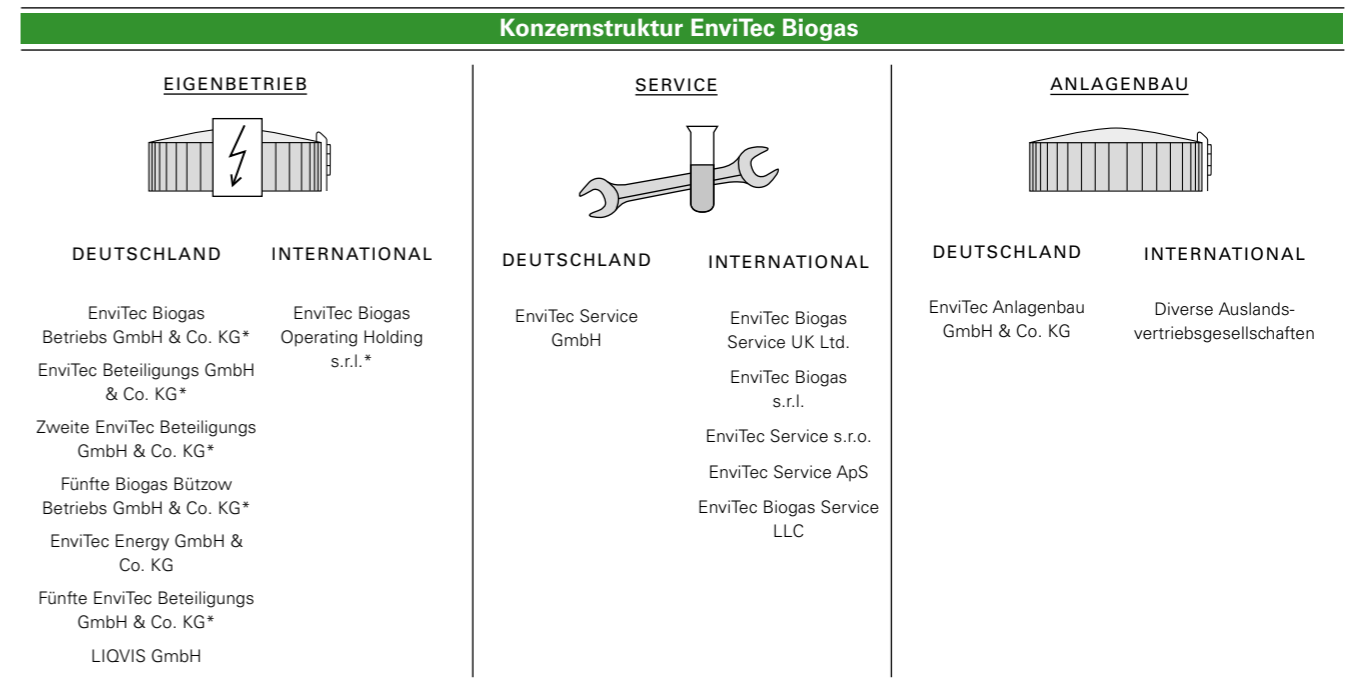 Konzernstruktur EnviTec Biogas
EIGENBETRIEB
DEUTSCHLAND
EnviTec Biogas
Betriebs GmbH & Co. KG*
EnviTec Beteiligungs GmbH
& Co. KG*
Zweite EnviTec Beteiligungs
GmbH & Co. KG*
Fünfte Biogas Bützow
Betriebs GmbH & Co. KG*
EnviTec Energy GmbH &
Co. KG
Fünfte EnviTec Beteiligungs
GmbH & Co. KG*
LIQVIS GmbH
INTERNATIONAL
EnviTec Biogas
Operating Holding
s.r.l.*
SERVICE
DEUTSCHLAND
EnviTec Service
GmbH
INTERNATIONAL
EnviTec Biogas
Service UK Ltd.
EnviTec Biogas
s.r.l.
EnviTec Service s.r.o.
EnviTec Service ApS
EnviTec Biogas Service
LLC
ANLAGENBAU
DEUTSCHLAND
EnviTec Anlagenbau
GmbH & Co. KG
INTERNATIONAL
Diverse Auslands-
vertriebsgesellschaften